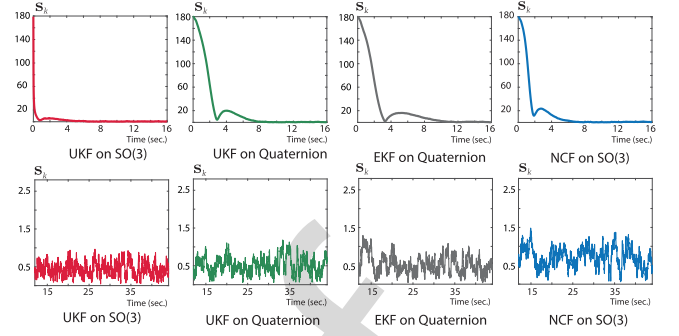 S_k S_k S_k S_k
180 180 180 180
140 140 140 140
100 100 100 100
60 60 60 60
20 20 20 20
0 4 8 12 16 0 4 8 12 16 0 4 8 12 16 0 4 8 12 16
Time (sec.) Time (sec.) Time (sec.) Time (sec.)
UKF on SO(3) UKF on Quaternion EKF on Quaternion NCF on SO(3)
S_k S_k S_k S_k
2.5 2.5 2.5 2.5
1.5 1.5 1.5 1.5
0.5 0.5 0.5 0.5
15 25 35 15 25 35 15 25 35 15 25 35
Time (sec.) Time (sec.) Time (sec.) Time (sec.)
UKF on SO(3) UKF on Quaternion EKF on Quaternion NCF on SO(3)